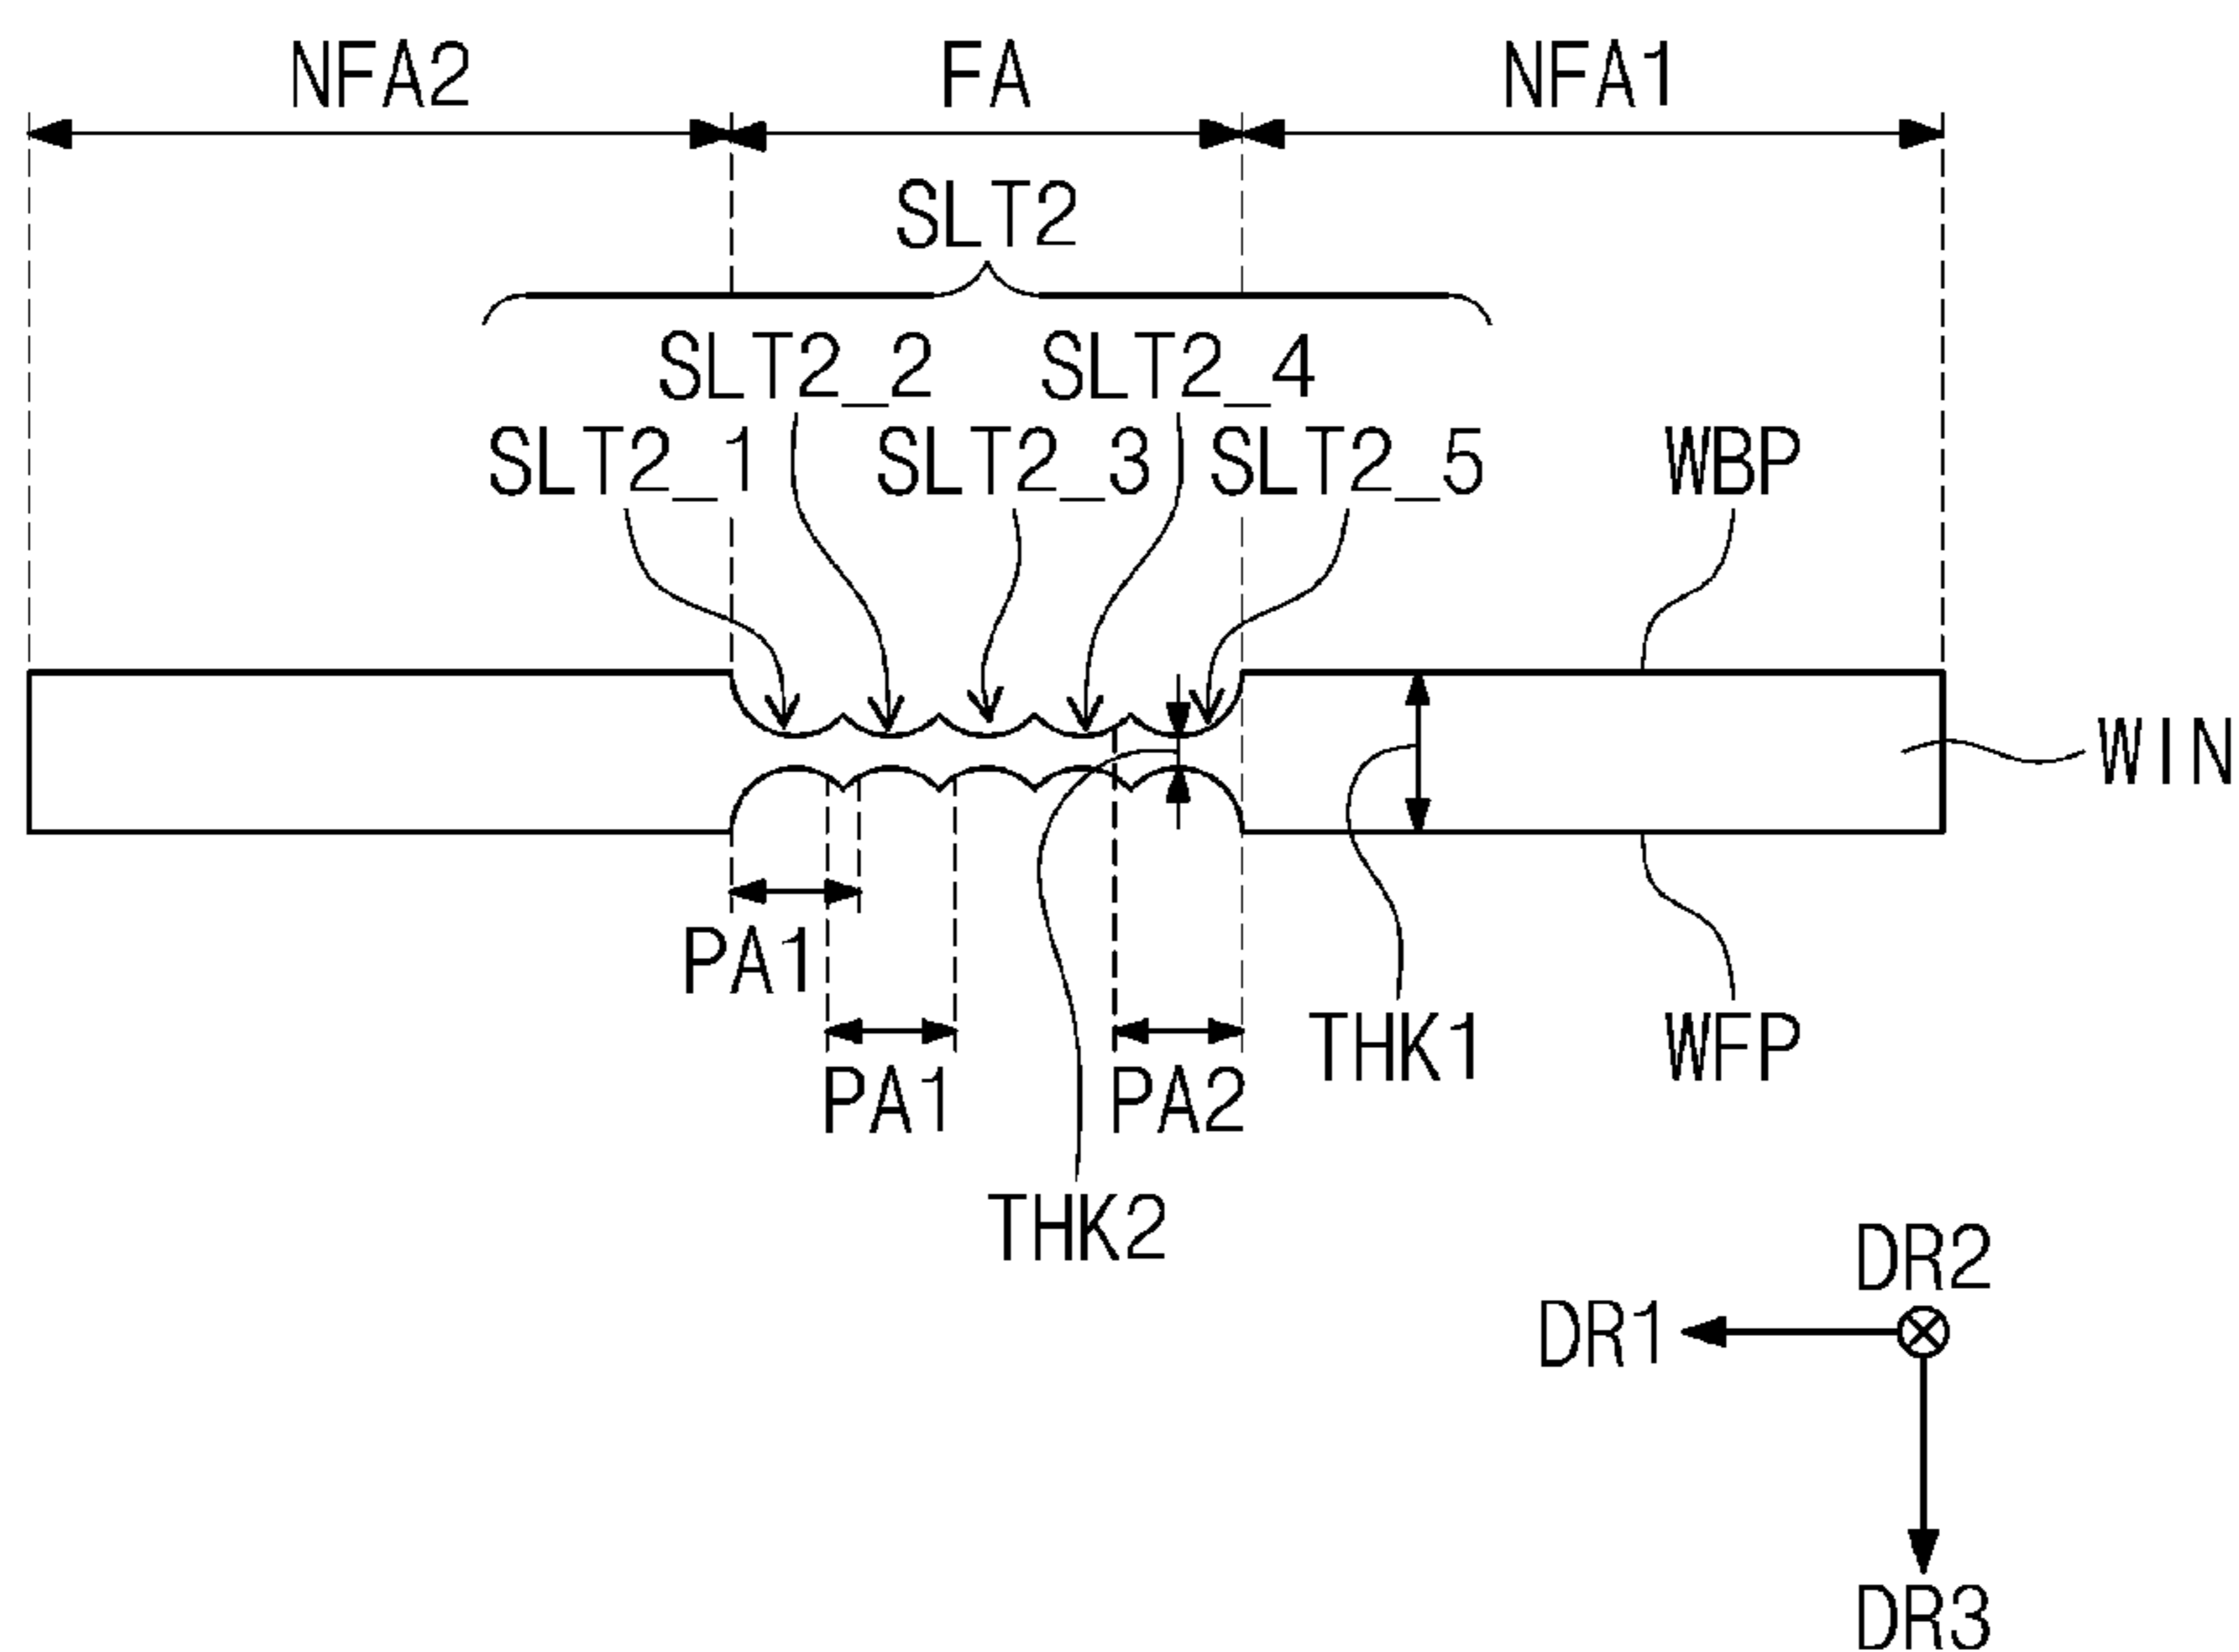 NFA2 FA NFA1
SLT2
SLT2_2 SLT2_4
SLT2_1 SLT2_3 SLT2_5 WBP
WIN
PA1
THK1 WFP
PA1 PA2
THK2
DR2
DR1
DR3